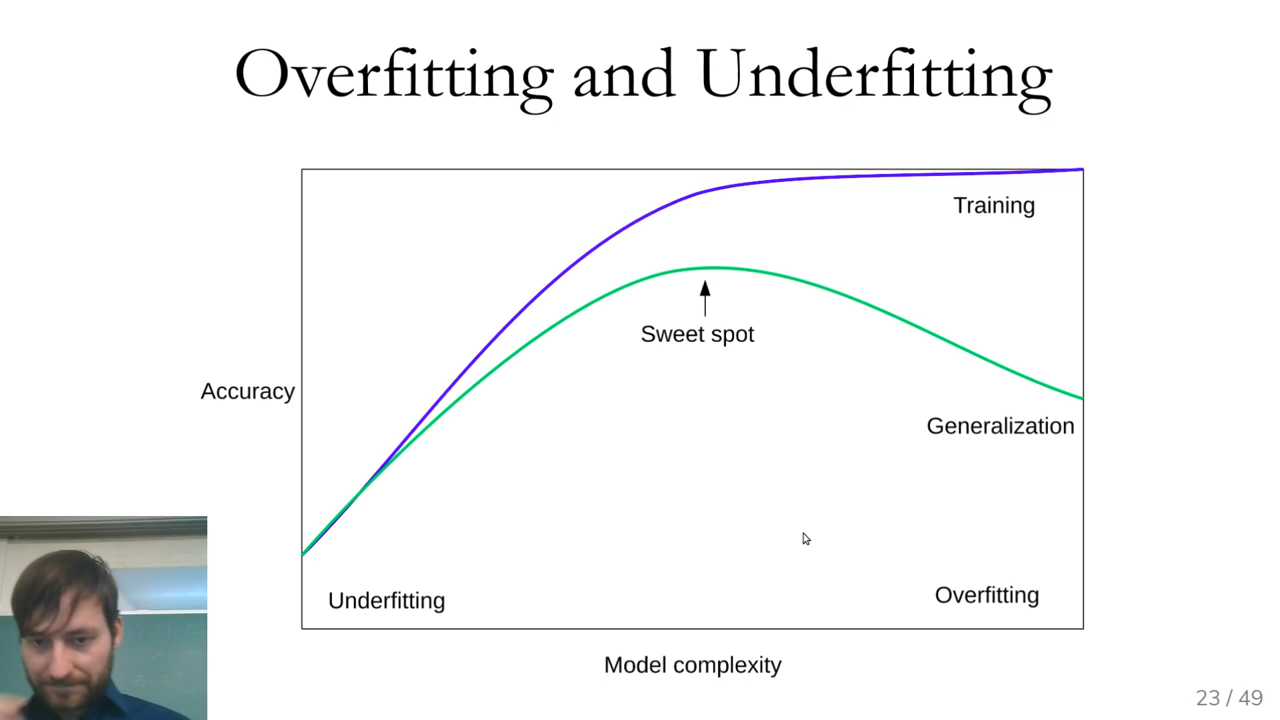 Overfitting and Underfitting
Training
Sweet spot
Accuracy
Generalization
Underfitting
Overfitting
Model complexity
23 / 49